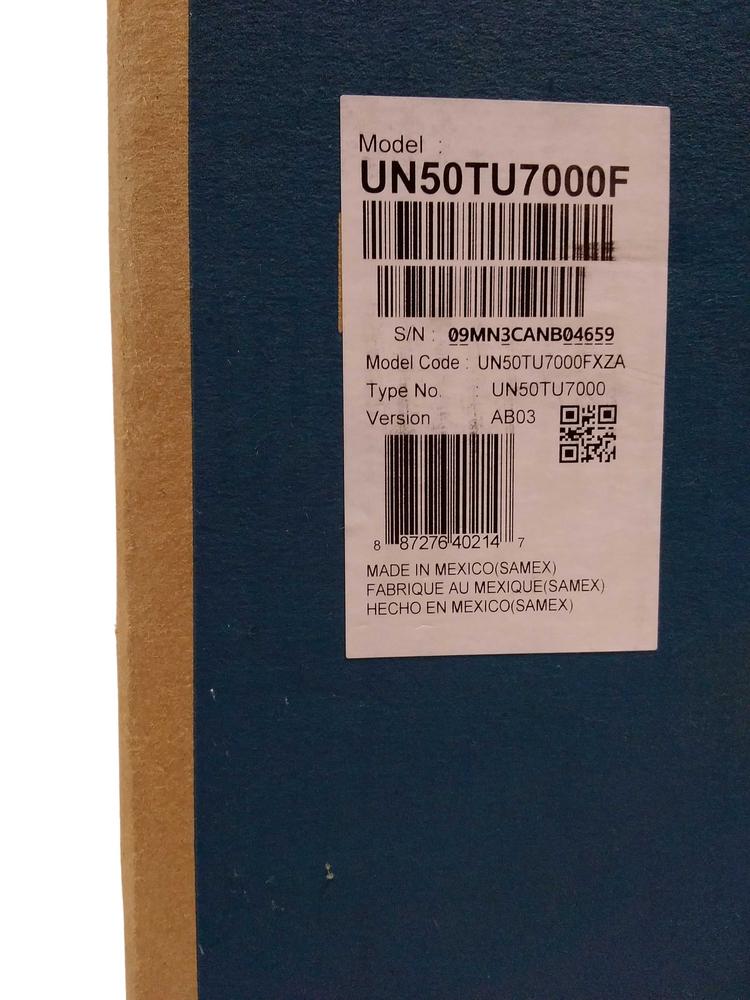 Model :
UN50TU7000F
S/N : 09MN3CANB04659
Model Code : UN50TU7000FXZA
Type No. : UN50TU7000
Version AB03
8 87276 40214 7
MADE IN MEXICO(SAMEX)
FABRIQUE AU MEXIQUE(SAMEX)
HECHO EN MEXICO(SAMEX)